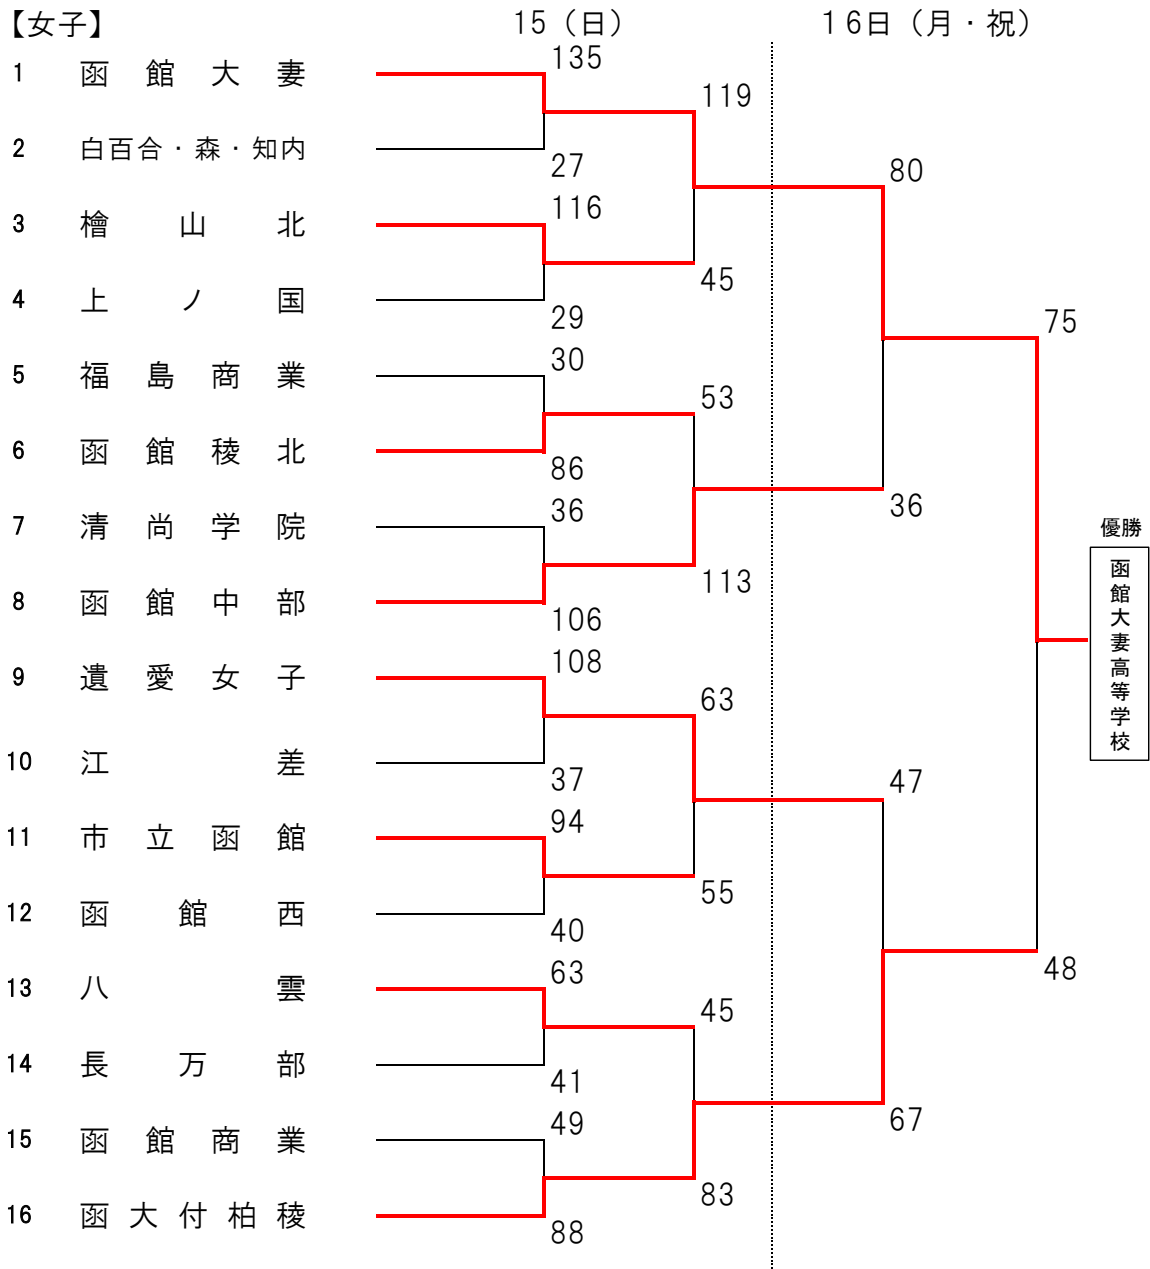 【女子】 15（日） 16日（月・祝）
1 函館大妻 135
119
2 白百合・森・知内 27
80
3 檜山北 116
45
4 上ノ国 29
75
5 福島商業 30
53
6 函館稜北 86
36
7 清尚学院 36
113
8 函館中部 106
優勝
函館大妻高等学校
9 遺愛女子 108
63
10 江差 37
47
11 市立函館 94
55
12 函館西 40
48
13 八雲 63
45
14 長万部 41
67
15 函館商業 49
83
16 函大付柏稜 88